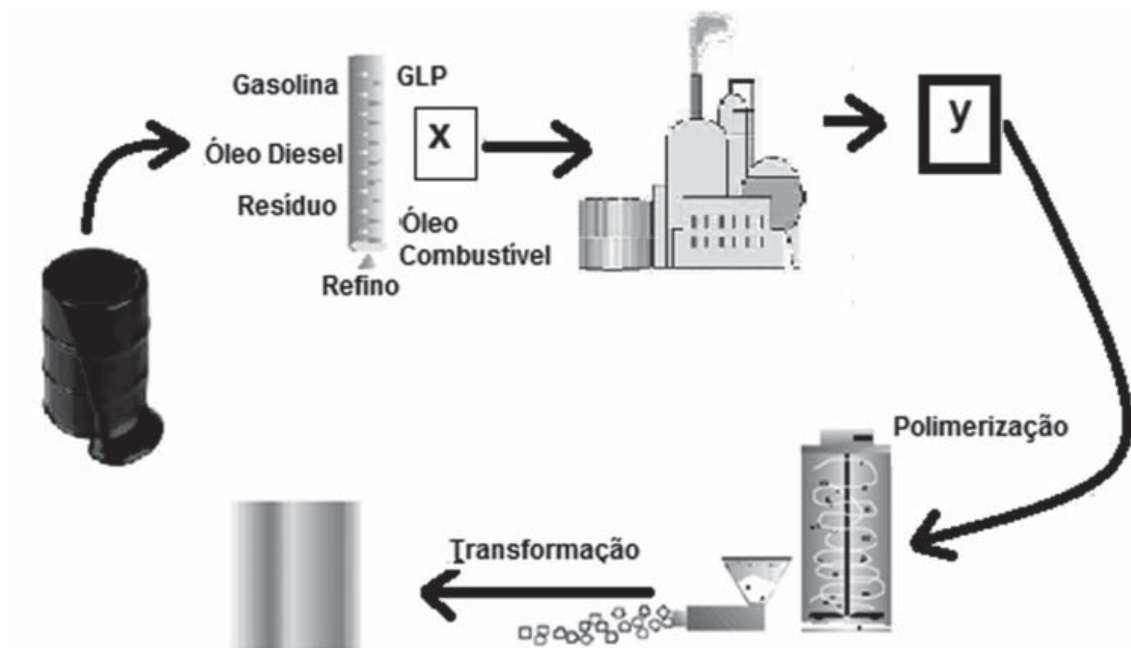 Gasolina
GLP
x
y
Óleo Diesel
Resíduo
Óleo
Combustível
Refino
Polimerização
Transformação